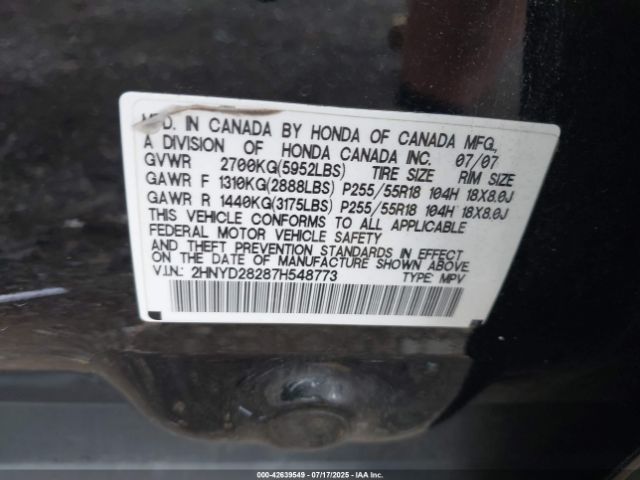 MFD. IN CANADA BY HONDA OF CANADA MFG.,
A DIVISION OF HONDA CANADA INC. 07/07
GVWR 2700KG(5952LBS) TIRE SIZE RIM SIZE
GAWR F 1310KG(2888LBS) P255/55R18 104H 18X8.0J
GAWR R 1440KG(3175LBS) P255/55R18 104H 18X8.0J
THIS VEHICLE CONFORMS TO ALL APPLICABLE
FEDERAL MOTOR VEHICLE SAFETY
AND THEFT PREVENTION STANDARDS IN EFFECT
ON THE DATE OF MANUFACTURE SHOWN ABOVE.
V.I.N.: 2HNYD28287H548773 TYPE: MPV
000-42639549 - 07/17/2025 - IAAI.COM